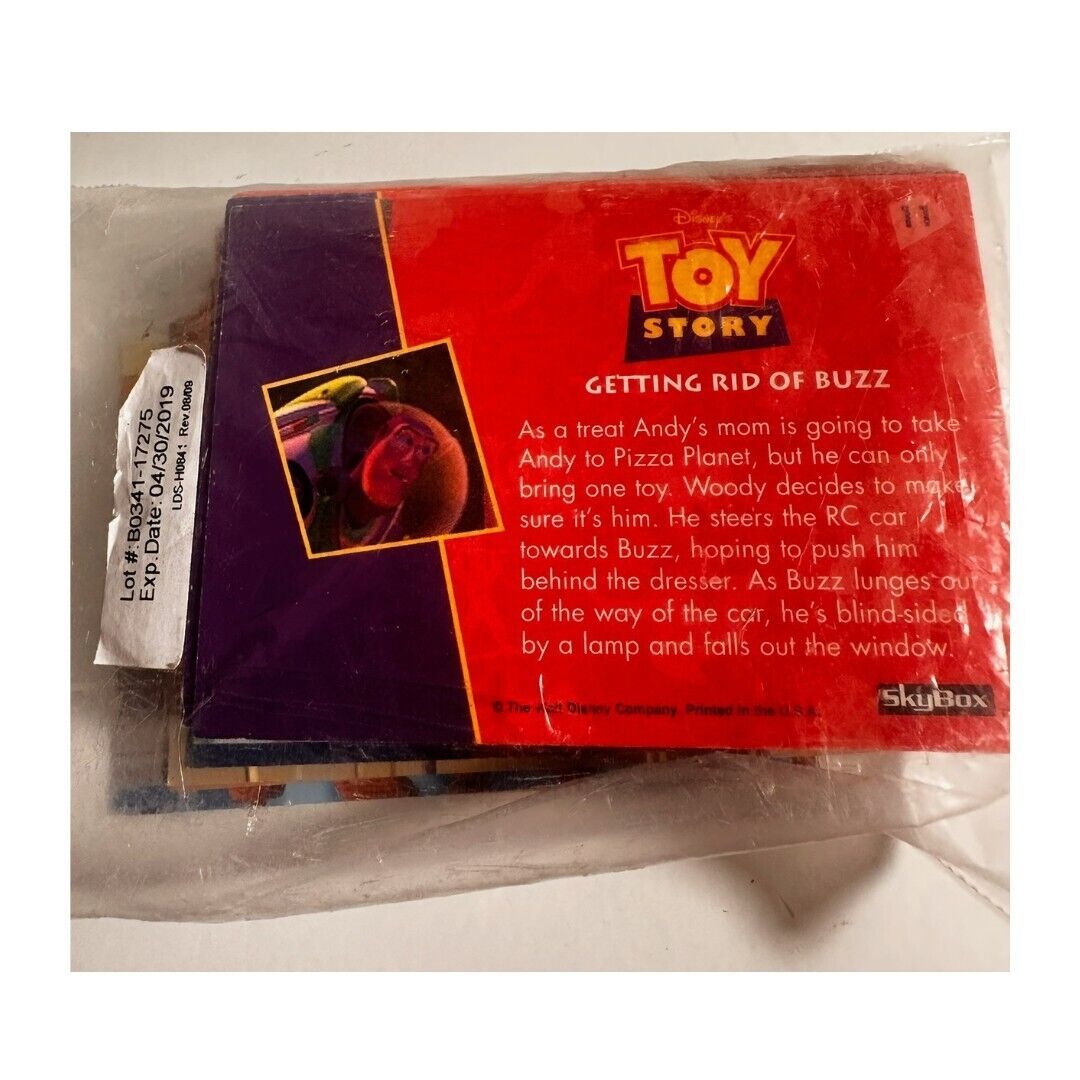 Lot #: B0341-17275
Exp. Date: 04/30/2019
LDS-H0841 Rev. 08/09
11
DISNEY'S
TOY
STORY
GETTING RID OF BUZZ
As a treat Andy's mom is going to take
Andy to Pizza Planet, but he can only
bring one toy. Woody decides to make
sure it's him. He steers the RC car
towards Buzz, hoping to push him
behind the dresser. As Buzz lunges out
of the way of the car, he's blind-sided
by a lamp and falls out the window.
© The Walt Disney Company. Printed in the U.S.A.
SkyBox